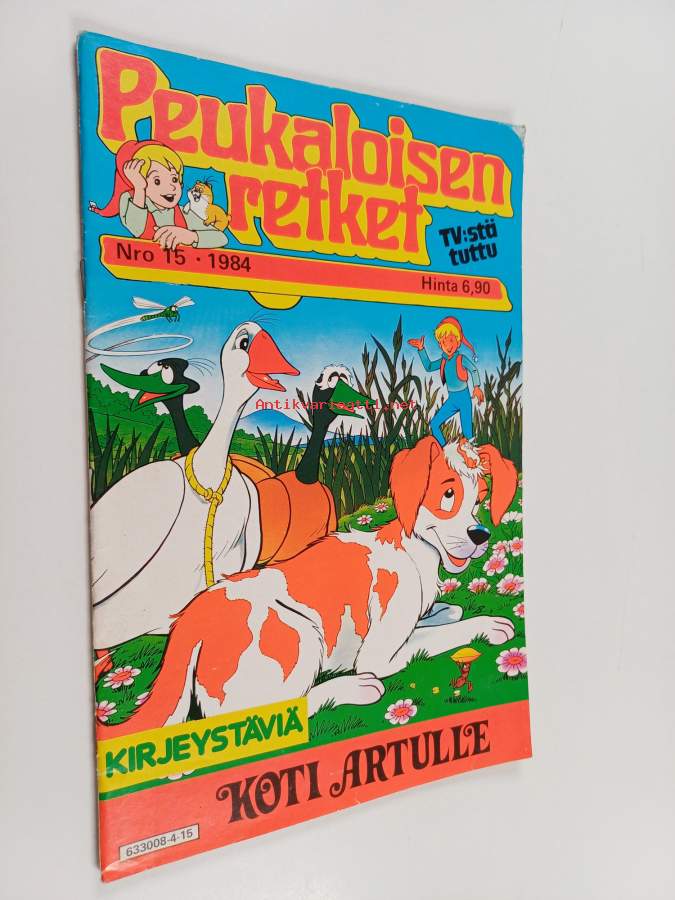 Peukaloisen
retket
TV:stä
tuttu
Nro 15 · 1984
Hinta 6,90
Antikvariaatti.net
KIRJEYSTÄVIÄ
KOTI ARTULLE
633008-4-15